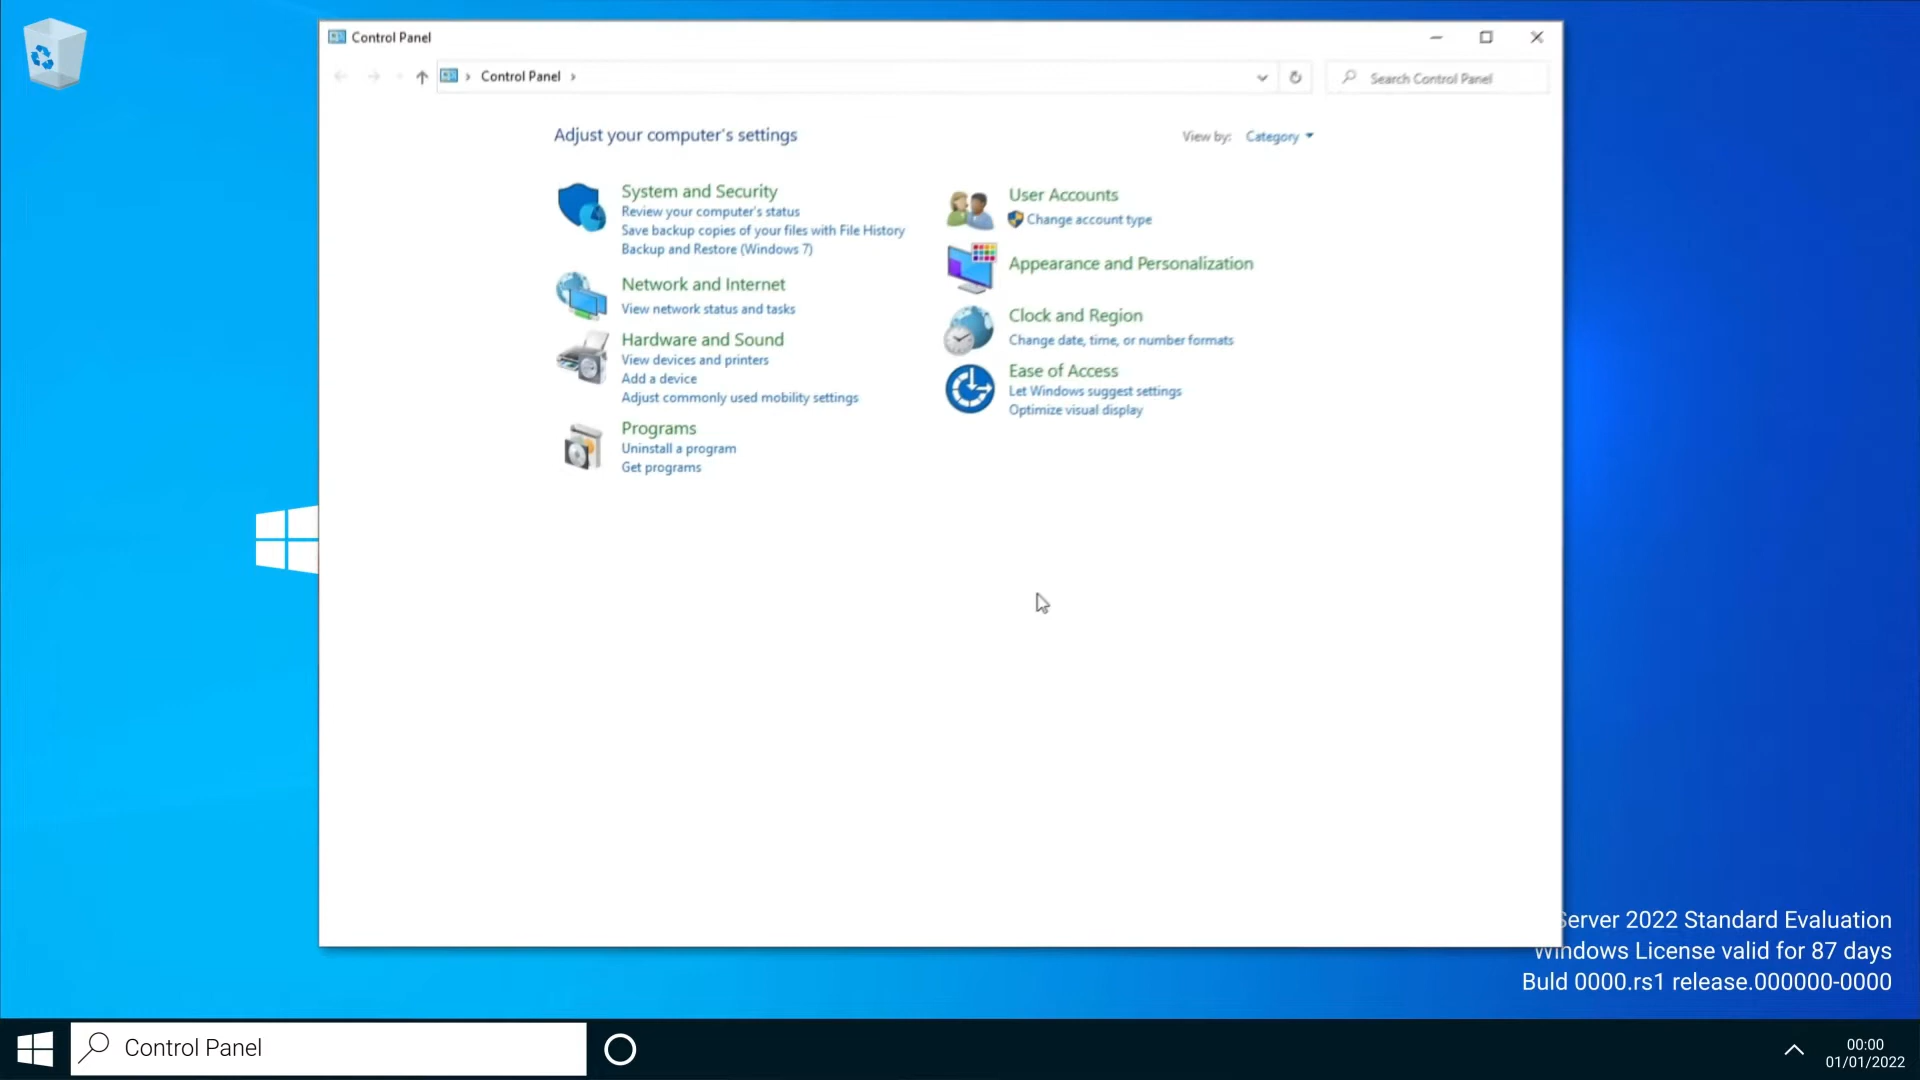 Control Panel
Control Panel
Search Control Panel
Adjust your computer's settings
View by: Category
System and Security
Review your computer's status
Save backup copies of your files with File History
Backup and Restore (Windows 7)
Network and Internet
View network status and tasks
Hardware and Sound
View devices and printers
Add a device
Adjust commonly used mobility settings
Programs
Uninstall a program
Get programs
User Accounts
Change account type
Appearance and Personalization
Clock and Region
Change date, time, or number formats
Ease of Access
Let Windows suggest settings
Optimize visual display
Server 2022 Standard Evaluation
Windows License valid for 87 days
Buld 0000.rs1 release.000000-0000
Control Panel
00:00
01/01/2022